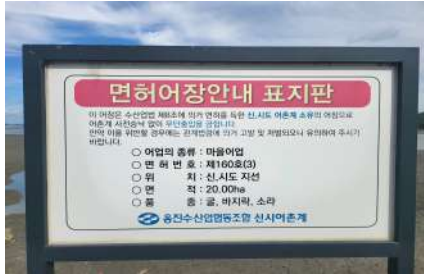 면허어장안내 표지판
이 어장은 수산업법 제8조에 의거 면허를 득한 신.시도 어촌계 소유의 어장으로
어촌계 사전승낙 없이 무단출입을 금합니다.
만약 이를 위반할 경우에는 관계법령에 의거 고발 및 처벌되오니 유의하여 주시기
바랍니다.
○ 어업의 종류 : 마을어업
○ 면 허 번 호 : 제160호(3)
○ 위 치 : 신.시도 지선
○ 면 적 : 20.00ha
○ 품 종 : 굴, 바지락, 소라
옹진수산업협동조합 신시어촌계